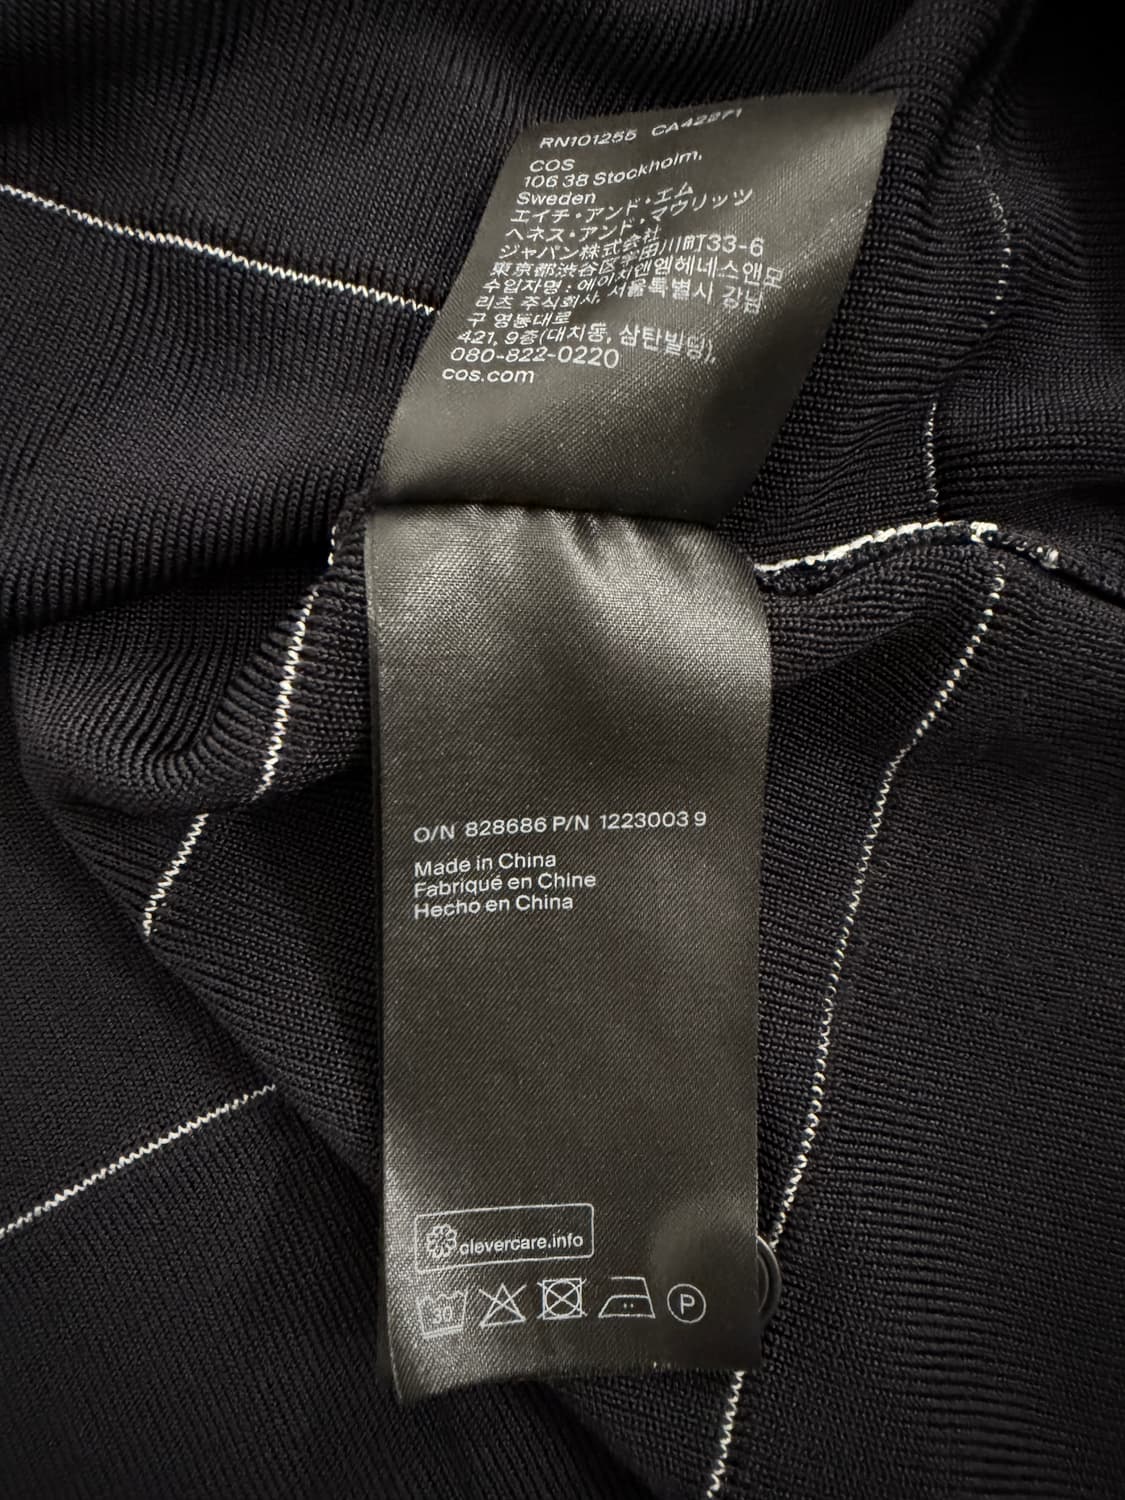 RN101255 CA42271
COS
106 38 Stockholm,
Sweden
エイチ・アンド・エム
ヘネス・アンド・マウリッツ
ジャパン株式会社
東京都渋谷区宇田川町33-6
수입자명 : 에이치앤엠헤네스앤모
리츠 주식회사, 서울특별시 강남
구 영동대로
421, 9층(대치동, 삼탄빌딩),
080-822-0220
cos.com
O/N 828686 P/N 1223003 9
Made in China
Fabriqué en Chine
Hecho en China
clevercare.info
30
P